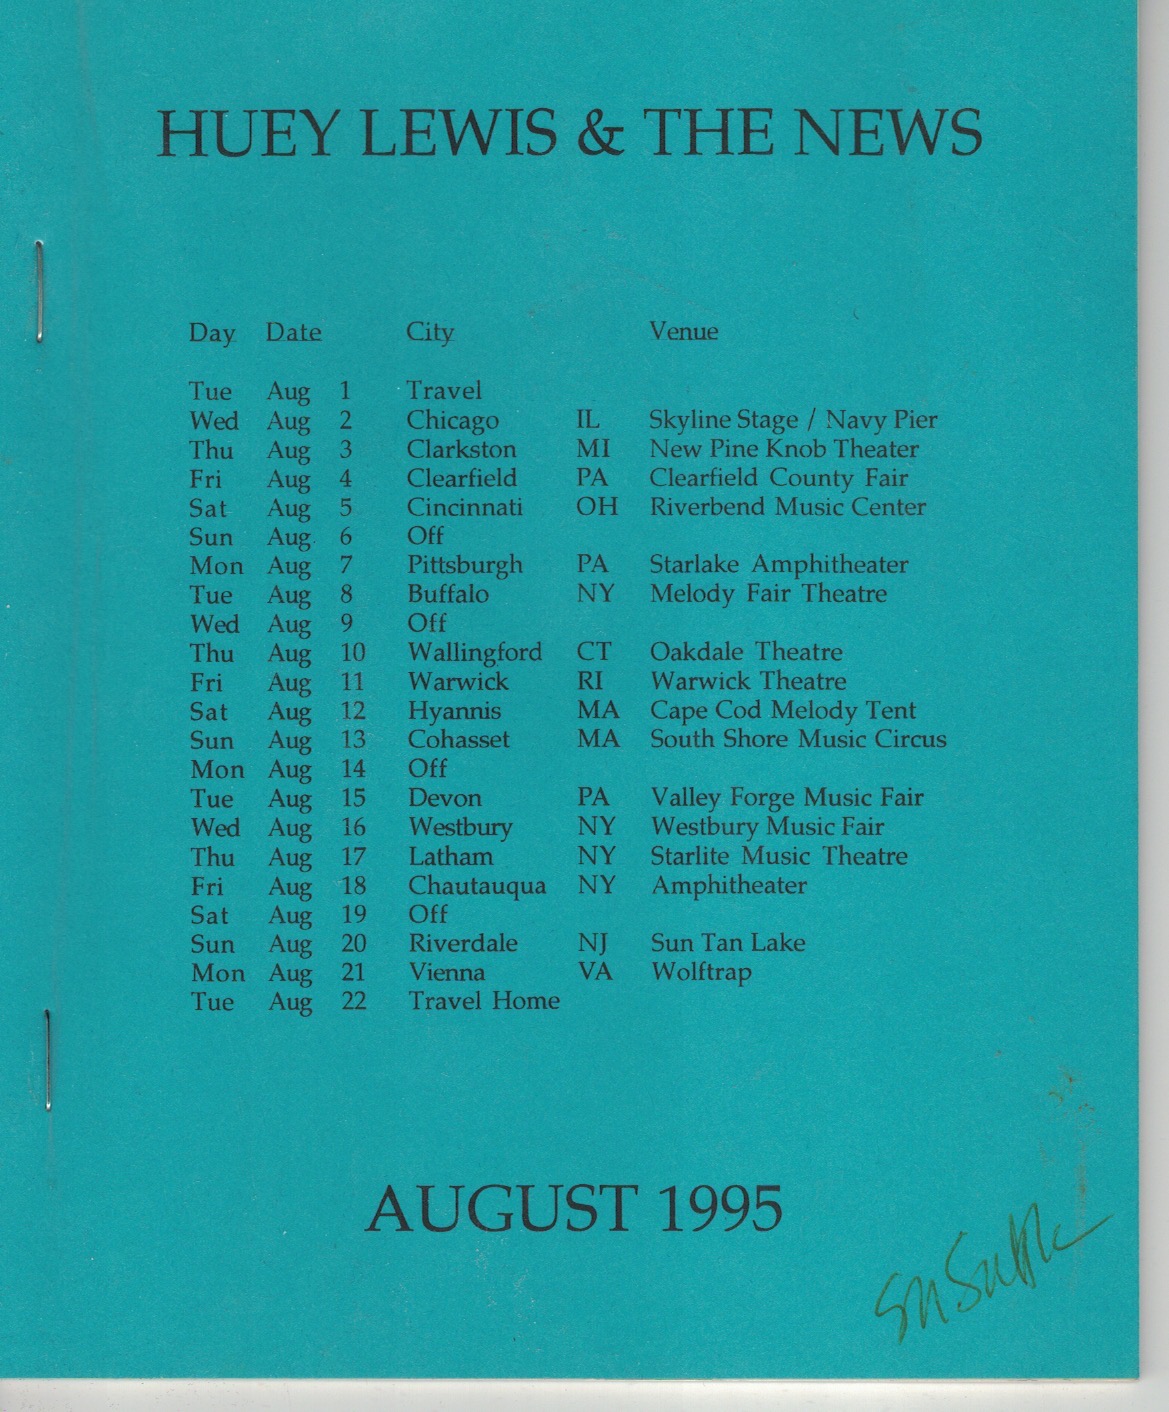 HUEY LEWIS & THE NEWS
Day Date City Venue
Tue Aug 1 Travel
Wed Aug 2 Chicago IL Skyline Stage / Navy Pier
Thu Aug 3 Clarkston MI New Pine Knob Theater
Fri Aug 4 Clearfield PA Clearfield County Fair
Sat Aug 5 Cincinnati OH Riverbend Music Center
Sun Aug 6 Off
Mon Aug 7 Pittsburgh PA Starlake Amphitheater
Tue Aug 8 Buffalo NY Melody Fair Theatre
Wed Aug 9 Off
Thu Aug 10 Wallingford CT Oakdale Theatre
Fri Aug 11 Warwick RI Warwick Theatre
Sat Aug 12 Hyannis MA Cape Cod Melody Tent
Sun Aug 13 Cohasset MA South Shore Music Circus
Mon Aug 14 Off
Tue Aug 15 Devon PA Valley Forge Music Fair
Wed Aug 16 Westbury NY Westbury Music Fair
Thu Aug 17 Latham NY Starlite Music Theatre
Fri Aug 18 Chautauqua NY Amphitheater
Sat Aug 19 Off
Sun Aug 20 Riverdale NJ Sun Tan Lake
Mon Aug 21 Vienna VA Wolftrap
Tue Aug 22 Travel Home
AUGUST 1995